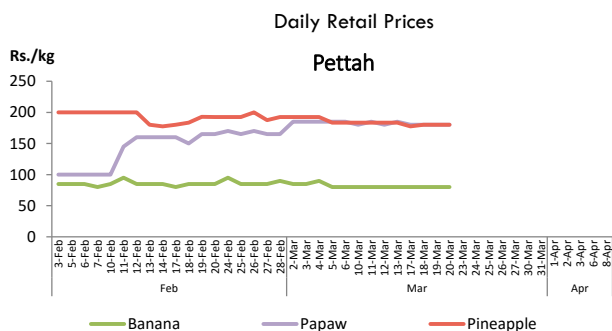 Daily Retail Prices
Rs./kg
Pettah
250
200
150
100
50
0
3-Feb
5-Feb
6-Feb
7-Feb
10-Feb
11-Feb
12-Feb
13-Feb
14-Feb
17-Feb
18-Feb
19-Feb
20-Feb
24-Feb
25-Feb
26-Feb
27-Feb
28-Feb
2-Mar
3-Mar
4-Mar
5-Mar
6-Mar
10-Mar
11-Mar
12-Mar
13-Mar
17-Mar
18-Mar
19-Mar
20-Mar
23-Mar
24-Mar
25-Mar
26-Mar
27-Mar
30-Mar
31-Mar
1-Apr
2-Apr
3-Apr
6-Apr
8-Apr
Feb Mar Apr
Banana Papaw Pineapple